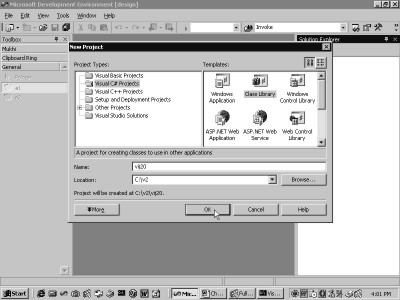 Microsoft Development Environment [design]
File Edit View Tools Window Help
Invoke
Toolbox
Solution Explorer
Mukhi
Clipboard Ring
General
New Project
Project Types:
Templates:
Visual Basic Projects
Visual C# Projects
Visual C++ Projects
Setup and Deployment Projects
Other Projects
Visual Studio Solutions
Windows Application
Class Library
Windows Control Library
ASP.NET Web Application
ASP.NET Web Service
Web Control Library
A project for creating classes to use in other applications
Name:
vijj20
Location:
C:\v2
Browse...
Project will be created at C:\v2\vijj20.
More
OK
Cancel
Help
Start
4:01 PM